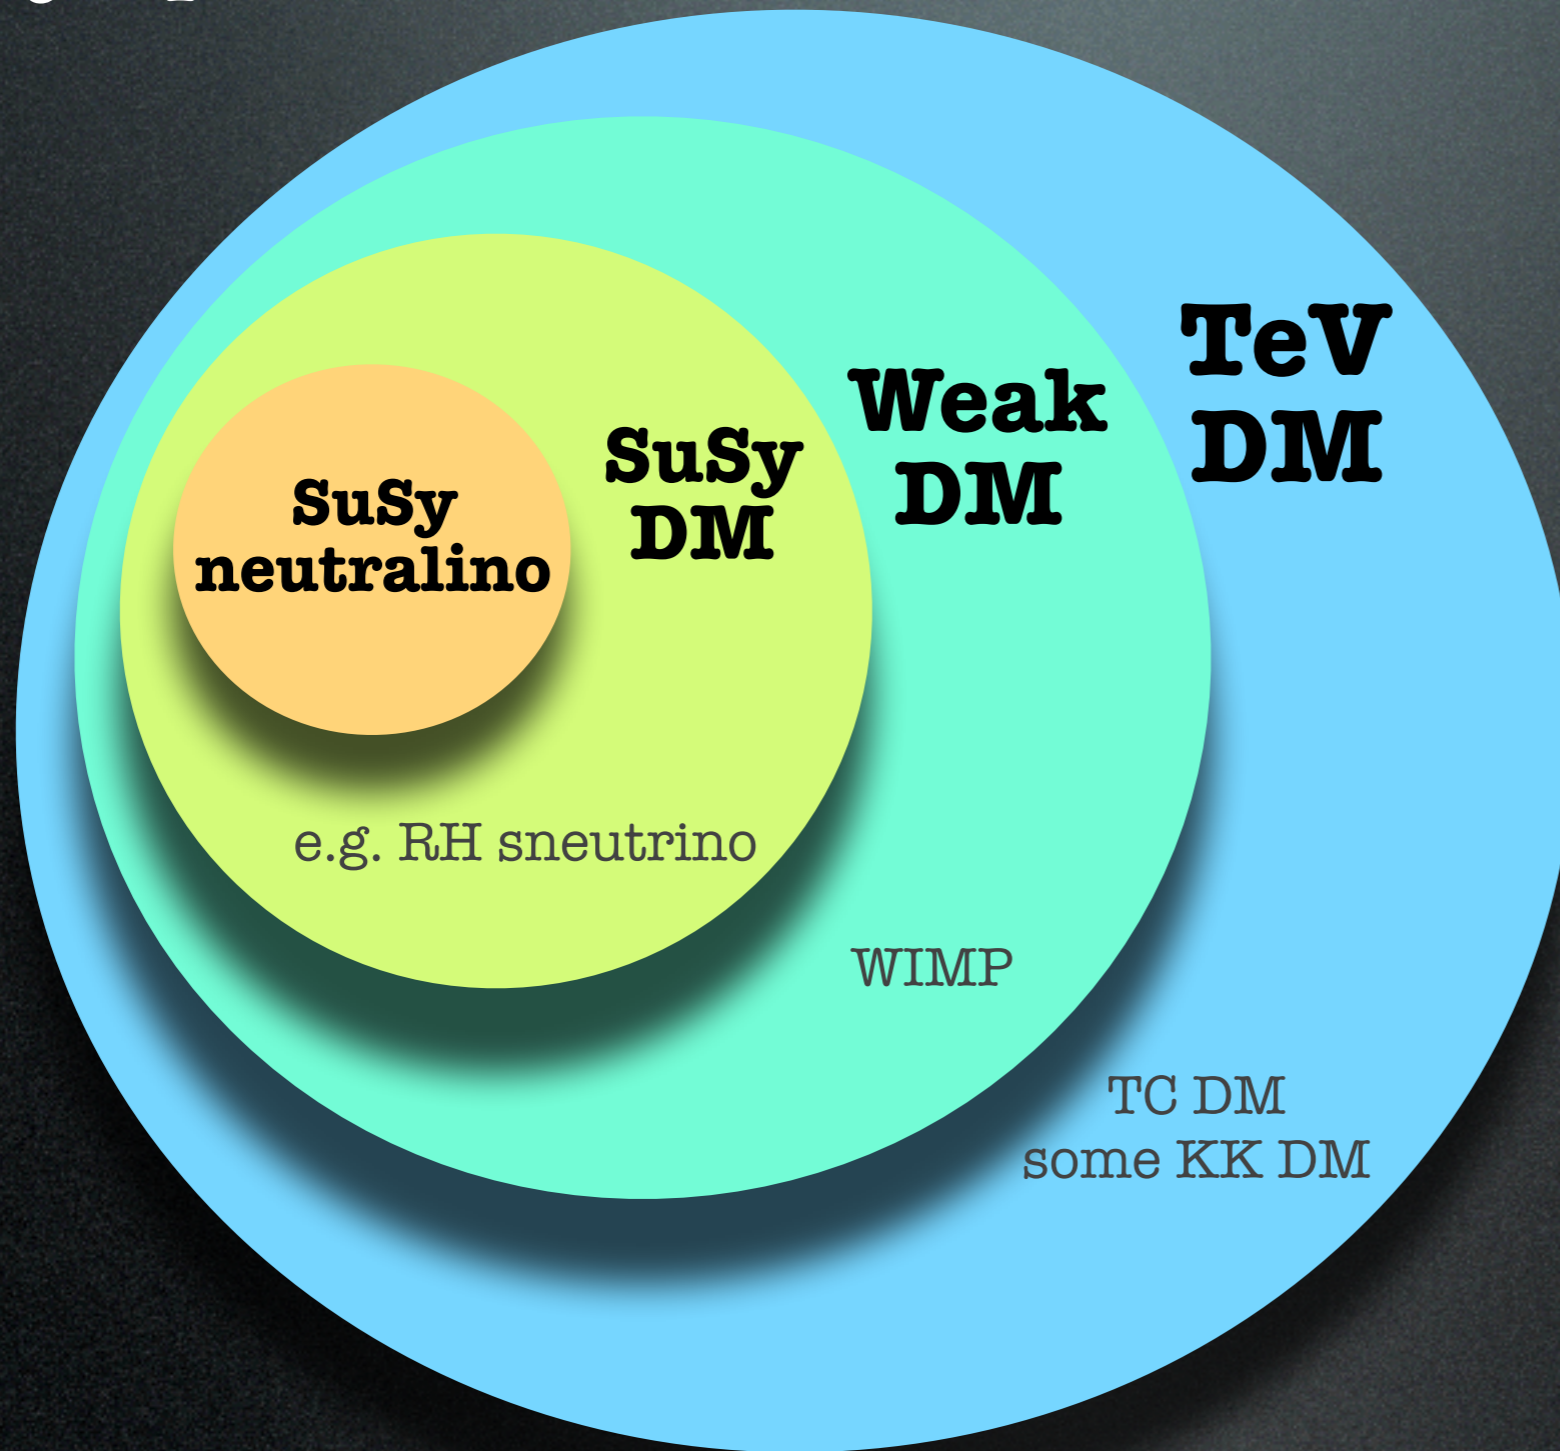 TeV
DM
Weak
DM
SuSy
DM
SuSy
neutralino
e.g. RH sneutrino
WIMP
TC DM
some KK DM